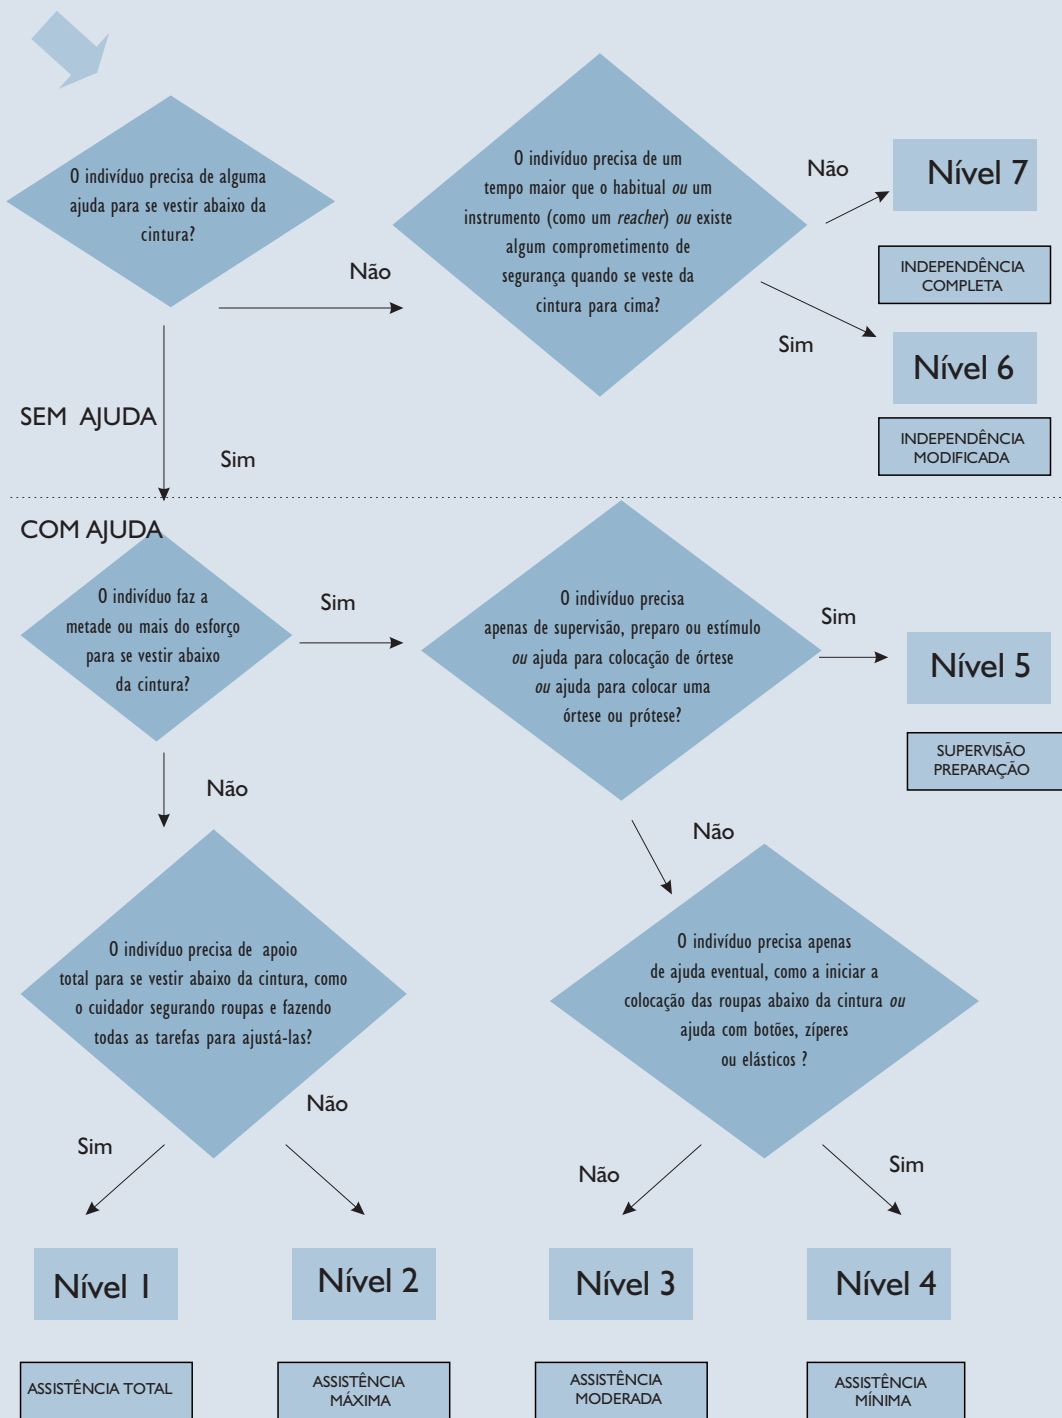 O indivíduo precisa de alguma
ajuda para se vestir abaixo da
cintura?
Não
O indivíduo precisa de um
tempo maior que o habitual ou um
instrumento (como um reacher) ou existe
algum comprometimento de
segurança quando se veste da
cintura para cima?
Não
Nível 7
INDEPENDÊNCIA
COMPLETA
Sim
Nível 6
INDEPENDÊNCIA
MODIFICADA
SEM AJUDA
Sim
COM AJUDA
O indivíduo faz a
metade ou mais do esforço
para se vestir abaixo
da cintura?
Sim
O indivíduo precisa
apenas de supervisão, preparo ou estímulo
ou ajuda para colocação de órtese
ou ajuda para colocar uma
órtese ou prótese?
Sim
Nível 5
SUPERVISÃO
PREPARAÇÃO
Não
Não
O indivíduo precisa de apoio
total para se vestir abaixo da cintura, como
o cuidador segurando roupas e fazendo
todas as tarefas para ajustá-las?
O indivíduo precisa apenas
de ajuda eventual, como a iniciar a
colocação das roupas abaixo da cintura ou
ajuda com botões, zíperes
ou elásticos ?
Sim
Não
Não
Sim
Nível 1
Nível 2
Nível 3
Nível 4
ASSISTÊNCIA TOTAL
ASSISTÊNCIA
MÁXIMA
ASSISTÊNCIA
MODERADA
ASSISTÊNCIA
MÍNIMA